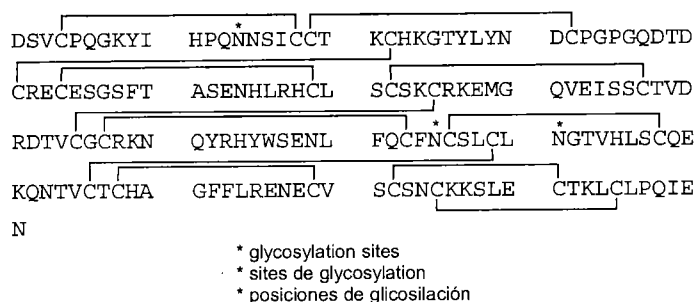 *
DSVCPQGKYI HPQNNSICCT KCHKGTYLYN DCPGPGQDTD
CRECESGSFT ASENHLRHCL SCSKCRKEMG QVEISSCTVD
* *
RDTVCGCRKN QYRHYWSENL FQCFNCSLCL NGTVHLSCQE
KQNTVCTCHA GFFLRENECV SCSNCKKSLE CTKLCLPQIE
N
* glycosylation sites
* sites de glycosylation
* posiciones de glicosilación